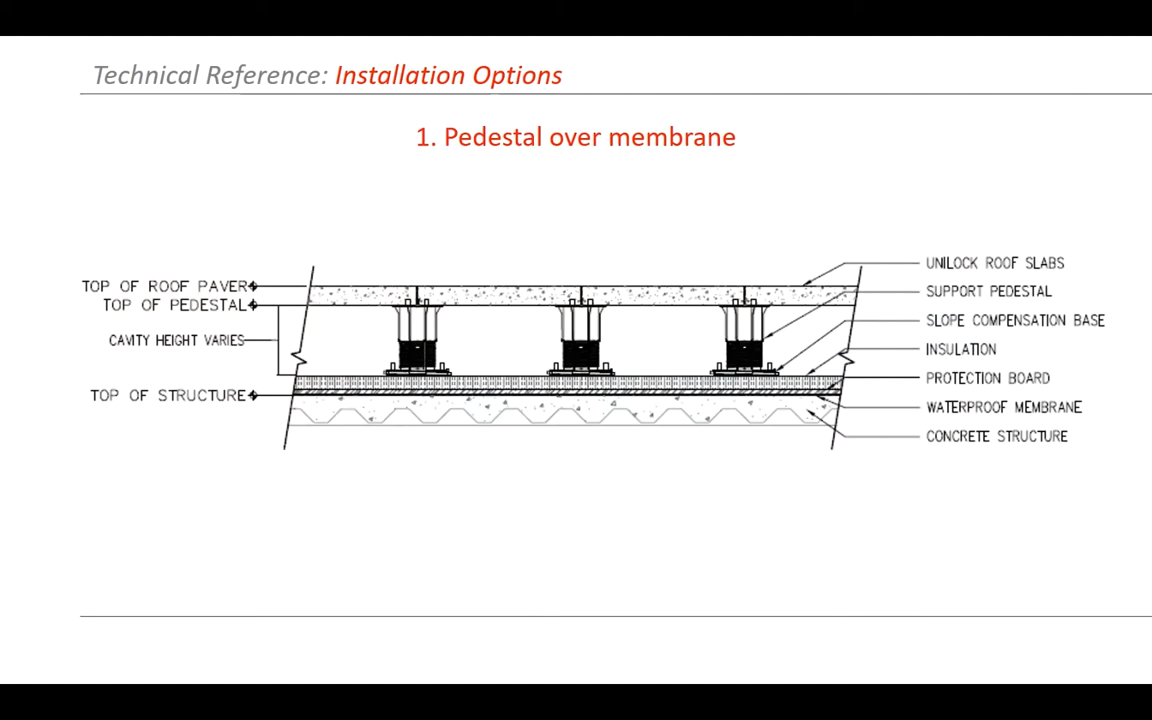 Technical Reference: Installation Options
1. Pedestal over membrane
TOP OF ROOF PAVER
TOP OF PEDESTAL
CAVITY HEIGHT VARIES
TOP OF STRUCTURE
UNILOCK ROOF SLABS
SUPPORT PEDESTAL
SLOPE COMPENSATION BASE
INSULATION
PROTECTION BOARD
WATERPROOF MEMBRANE
CONCRETE STRUCTURE